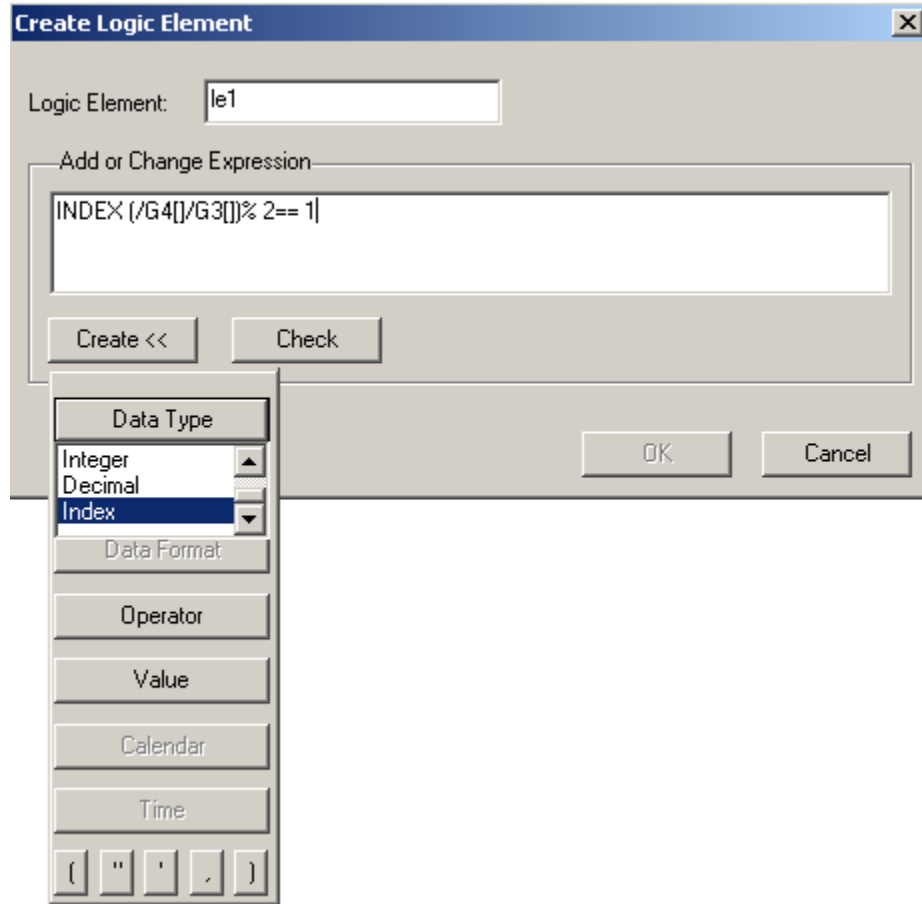 Create Logic Element
Logic Element: le1
Add or Change Expression
INDEX (/G4[]/G3[])% 2== 1
Create << Check
Data Type
Integer
Decimal
Index
Data Format
OK Cancel
Operator
Value
Calendar
Time
( " ' , )